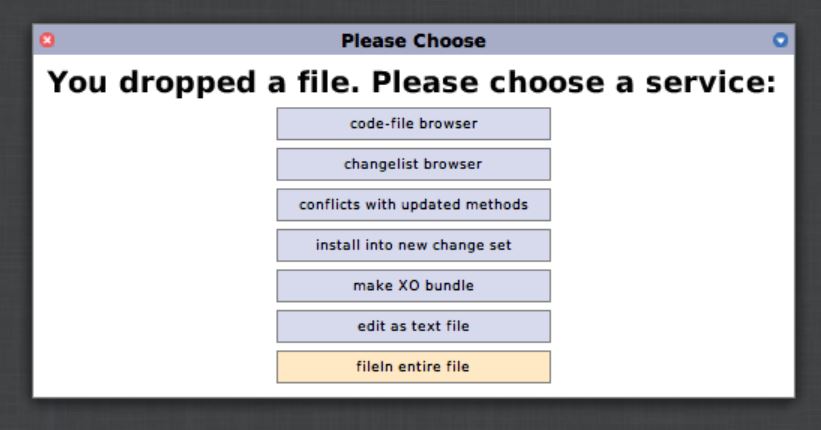 Please Choose
You dropped a file. Please choose a service:
code-file browser
changelist browser
conflicts with updated methods
install into new change set
make XO bundle
edit as text file
fileIn entire file